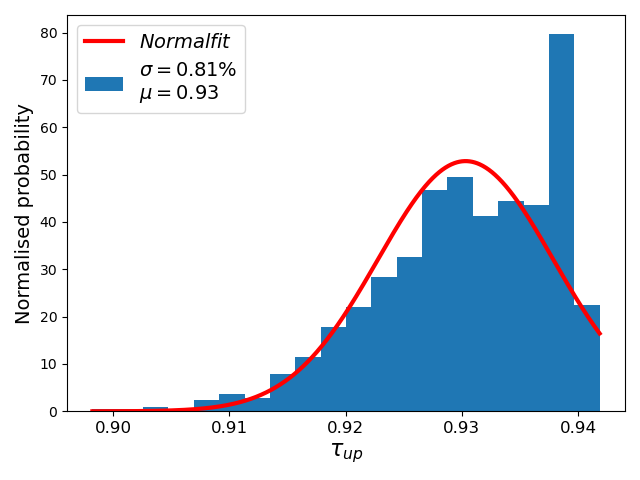 Normalfit
σ = 0.81%
μ = 0.93
Normalised probability
80
70
60
50
40
30
20
10
0
0.90 0.91 0.92 0.93 0.94
τup